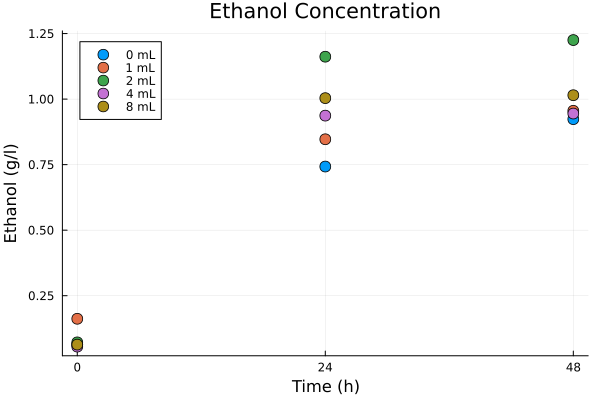 Ethanol Concentration
1.25
1.00
0.75
0.50
0.25
Ethanol (g/l)
0 mL
1 mL
2 mL
4 mL
8 mL
0
24
48
Time (h)